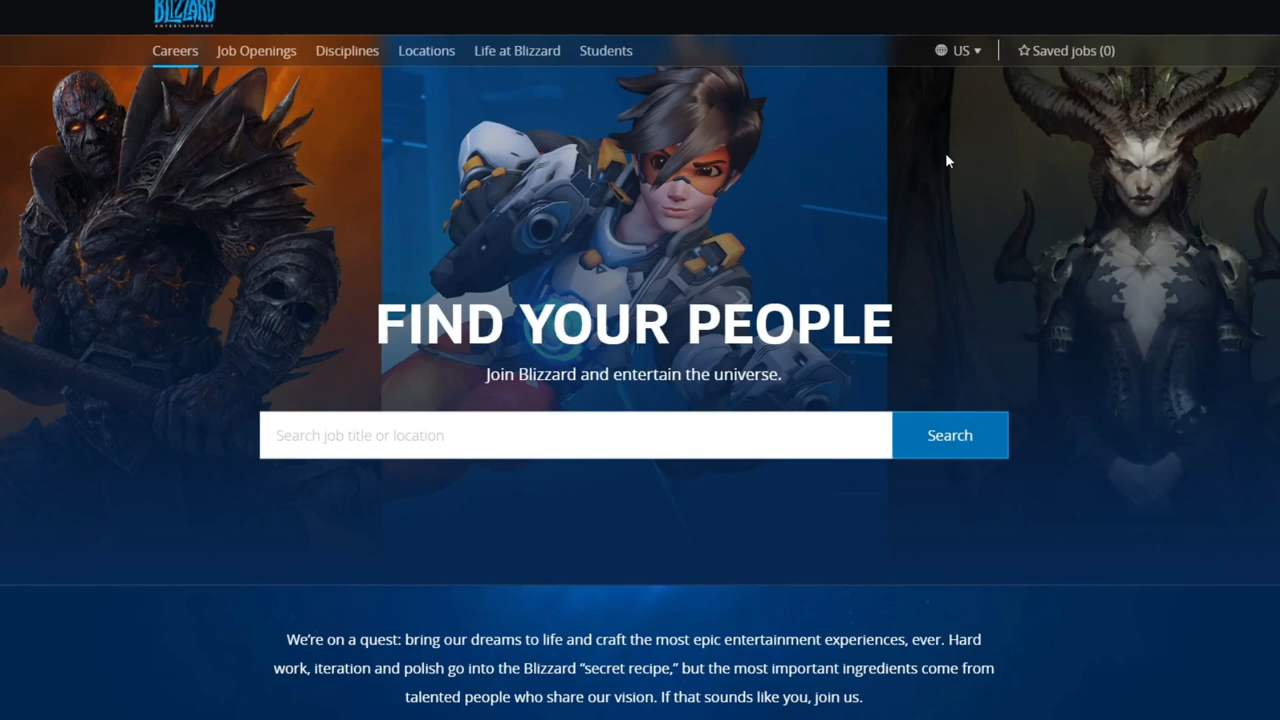 BLIZZARD
ENTERTAINMENT
Careers Job Openings Disciplines Locations Life at Blizzard Students US Saved jobs (0)
FIND YOUR PEOPLE
Join Blizzard and entertain the universe.
Search job title or location Search
We’re on a quest: bring our dreams to life and craft the most epic entertainment experiences, ever. Hard
work, iteration and polish go into the Blizzard “secret recipe,” but the most important ingredients come from
talented people who share our vision. If that sounds like you, join us.